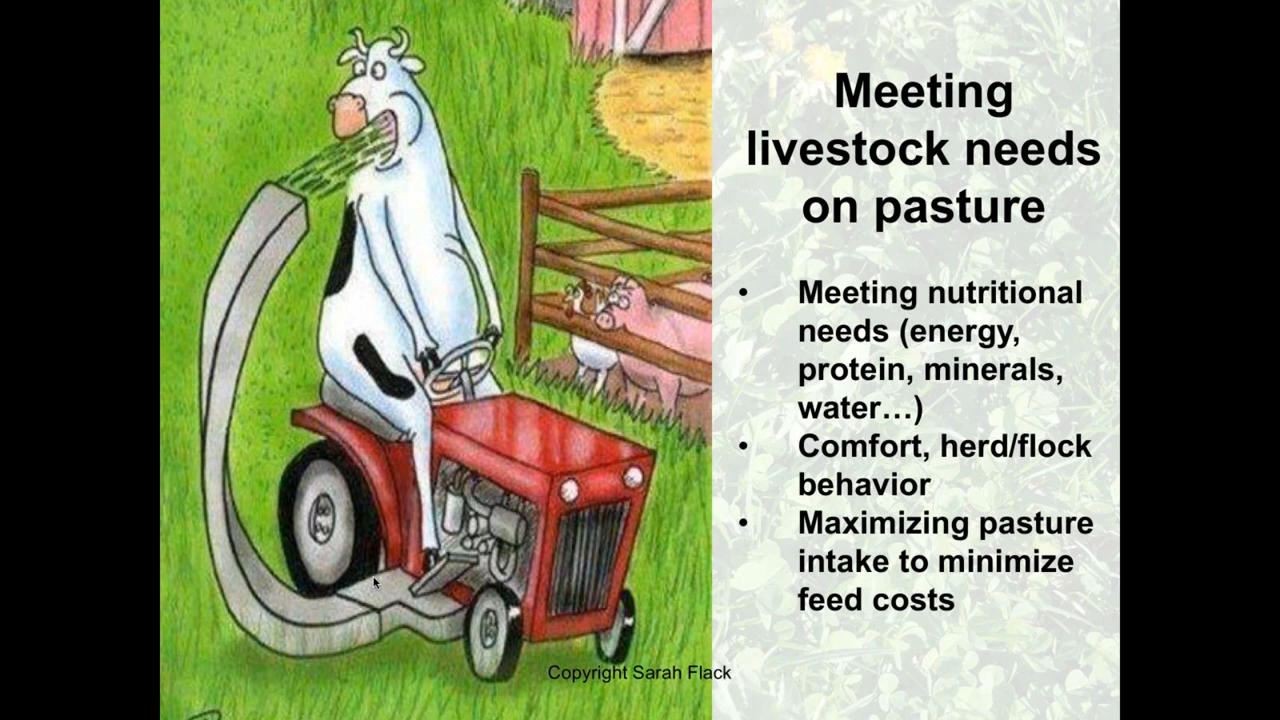 Meeting
livestock needs
on pasture
• Meeting nutritional
needs (energy,
protein, minerals,
water…)
• Comfort, herd/flock
behavior
• Maximizing pasture
intake to minimize
feed costs
Copyright Sarah Flack